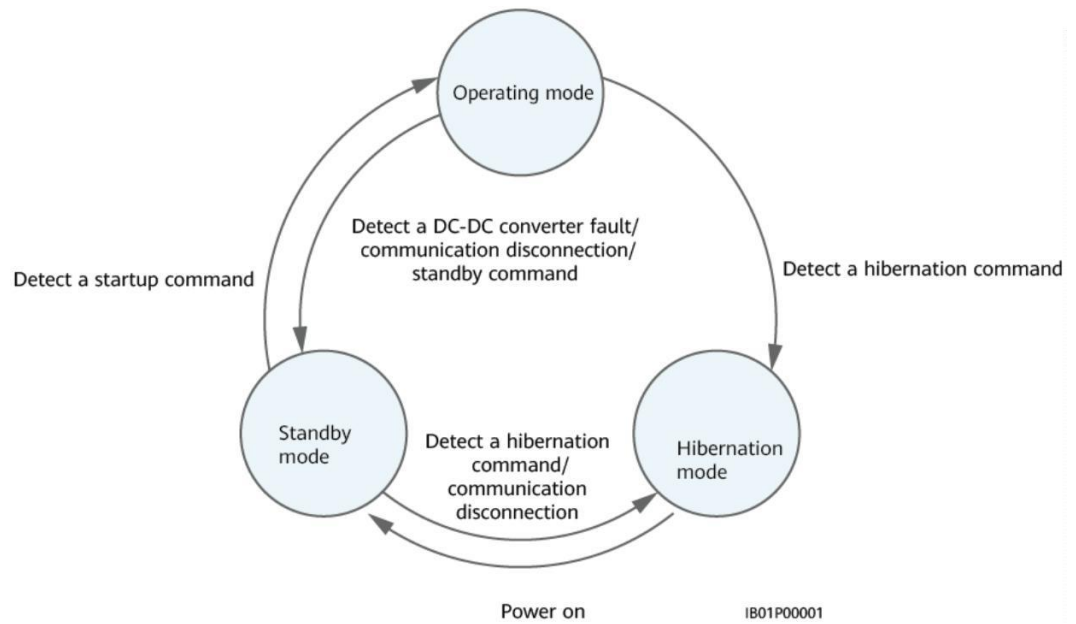 Operating mode
Detect a DC-DC converter fault/
communication disconnection/
standby command
Detect a startup command
Detect a hibernation command
Standby
mode
Detect a hibernation
command/
communication
disconnection
Hibernation
mode
Power on
IB01P00001